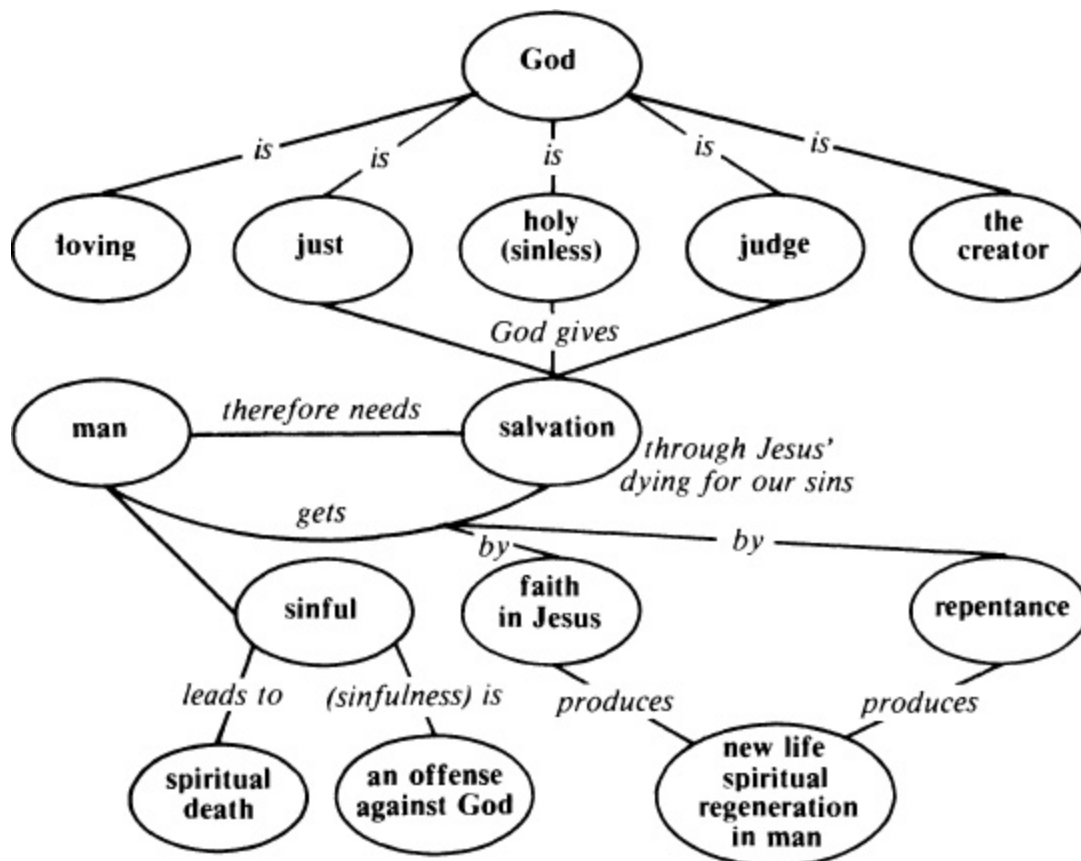 God
is
is
is
is
is
loving
just
holy
(sinless)
judge
the
creator
God gives
man
therefore needs
salvation
through Jesus'
dying for our sins
gets
by
by
sinful
faith
in Jesus
repentance
leads to
(sinfulness) is
produces
produces
spiritual
death
an offense
against God
new life
spiritual
regeneration
in man